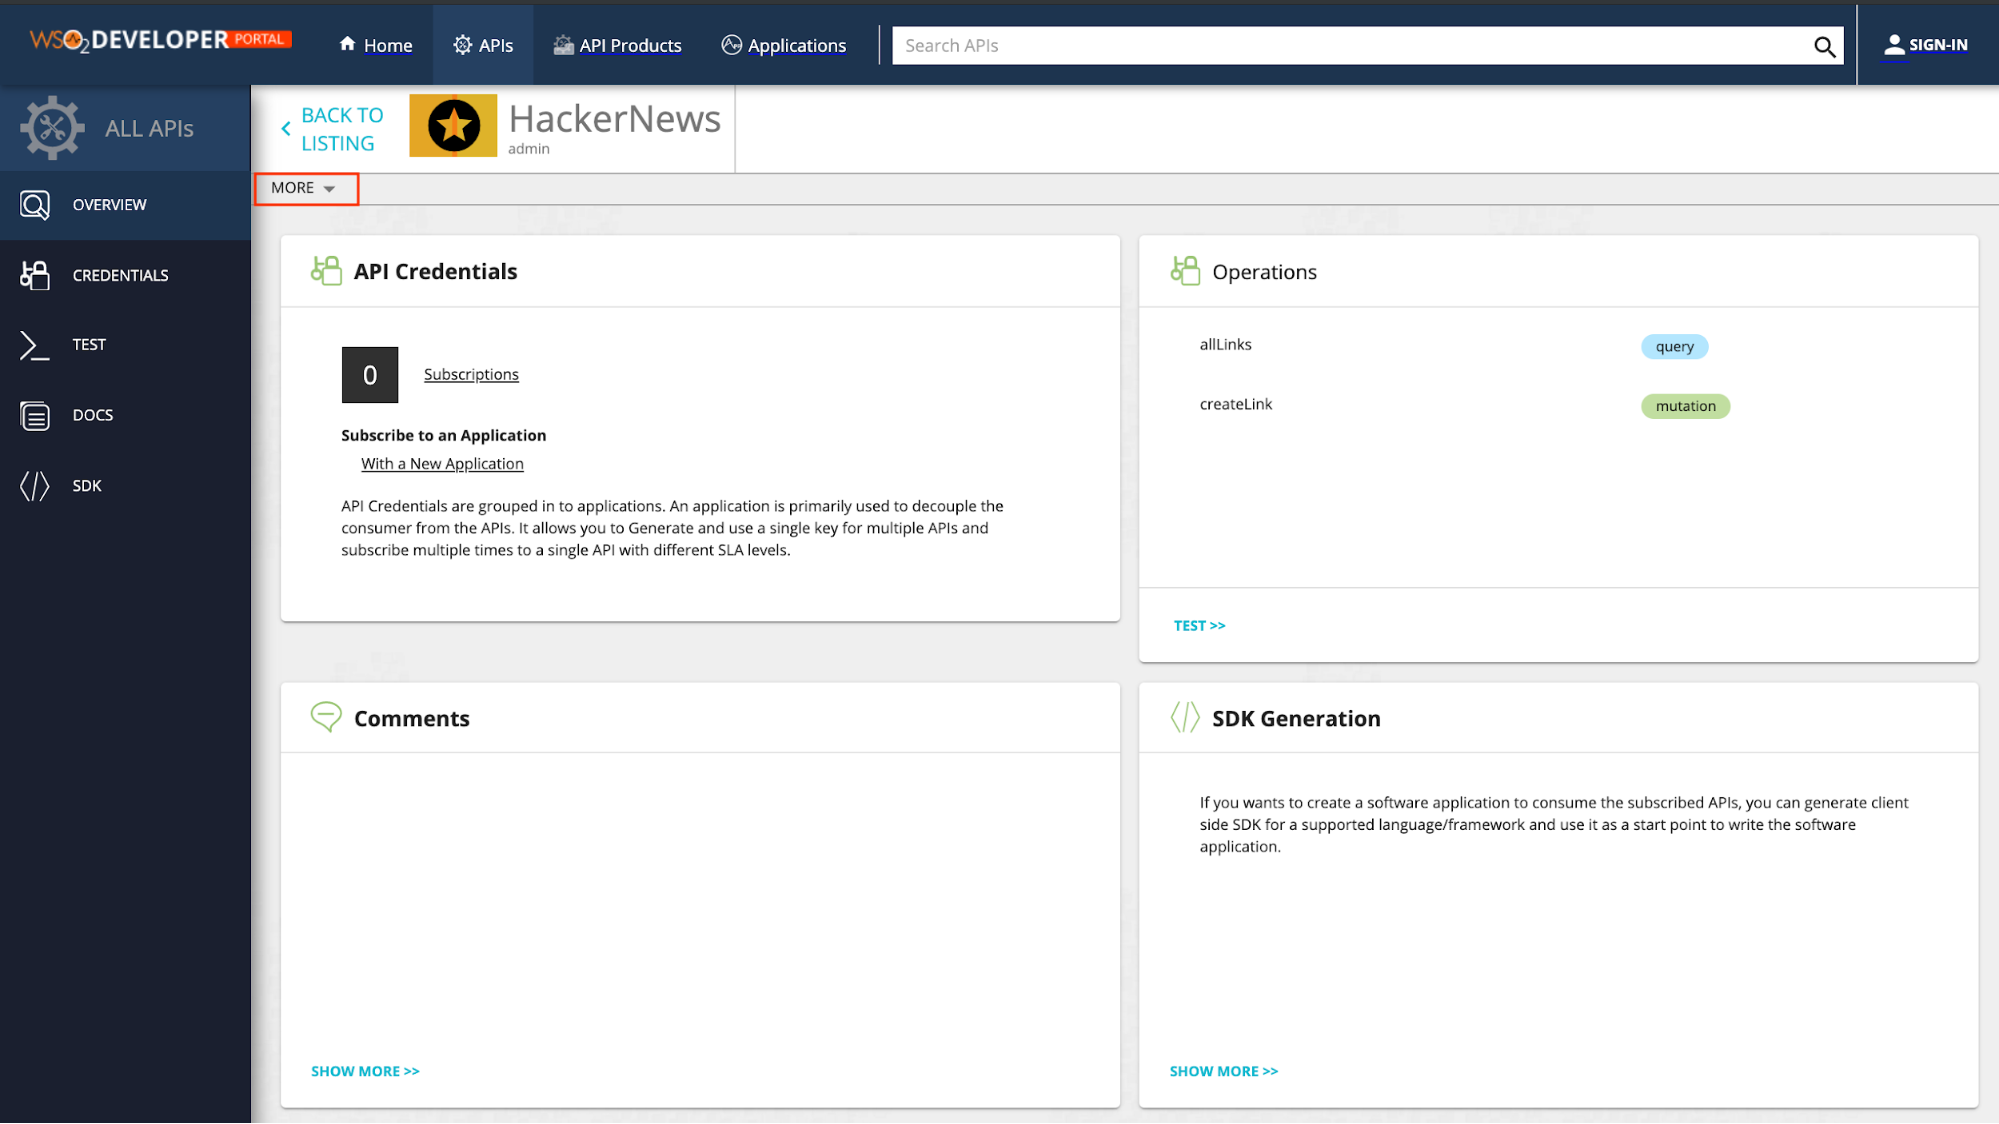 WSO2 DEVELOPER PORTAL
Home
APIs
API Products
Applications
Search APIs
SIGN-IN
ALL APIs
OVERVIEW
CREDENTIALS
TEST
DOCS
SDK
BACK TO
LISTING
HackerNews
admin
MORE
API Credentials
0
Subscriptions
Subscribe to an Application
With a New Application
API Credentials are grouped in to applications. An application is primarily used to decouple the
consumer from the APIs. It allows you to Generate and use a single key for multiple APIs and
subscribe multiple times to a single API with different SLA levels.
Operations
allLinks query
createLink mutation
TEST >>
Comments
SHOW MORE >>
SDK Generation
If you wants to create a software application to consume the subscribed APIs, you can generate client
side SDK for a supported language/framework and use it as a start point to write the software
application.
SHOW MORE >>